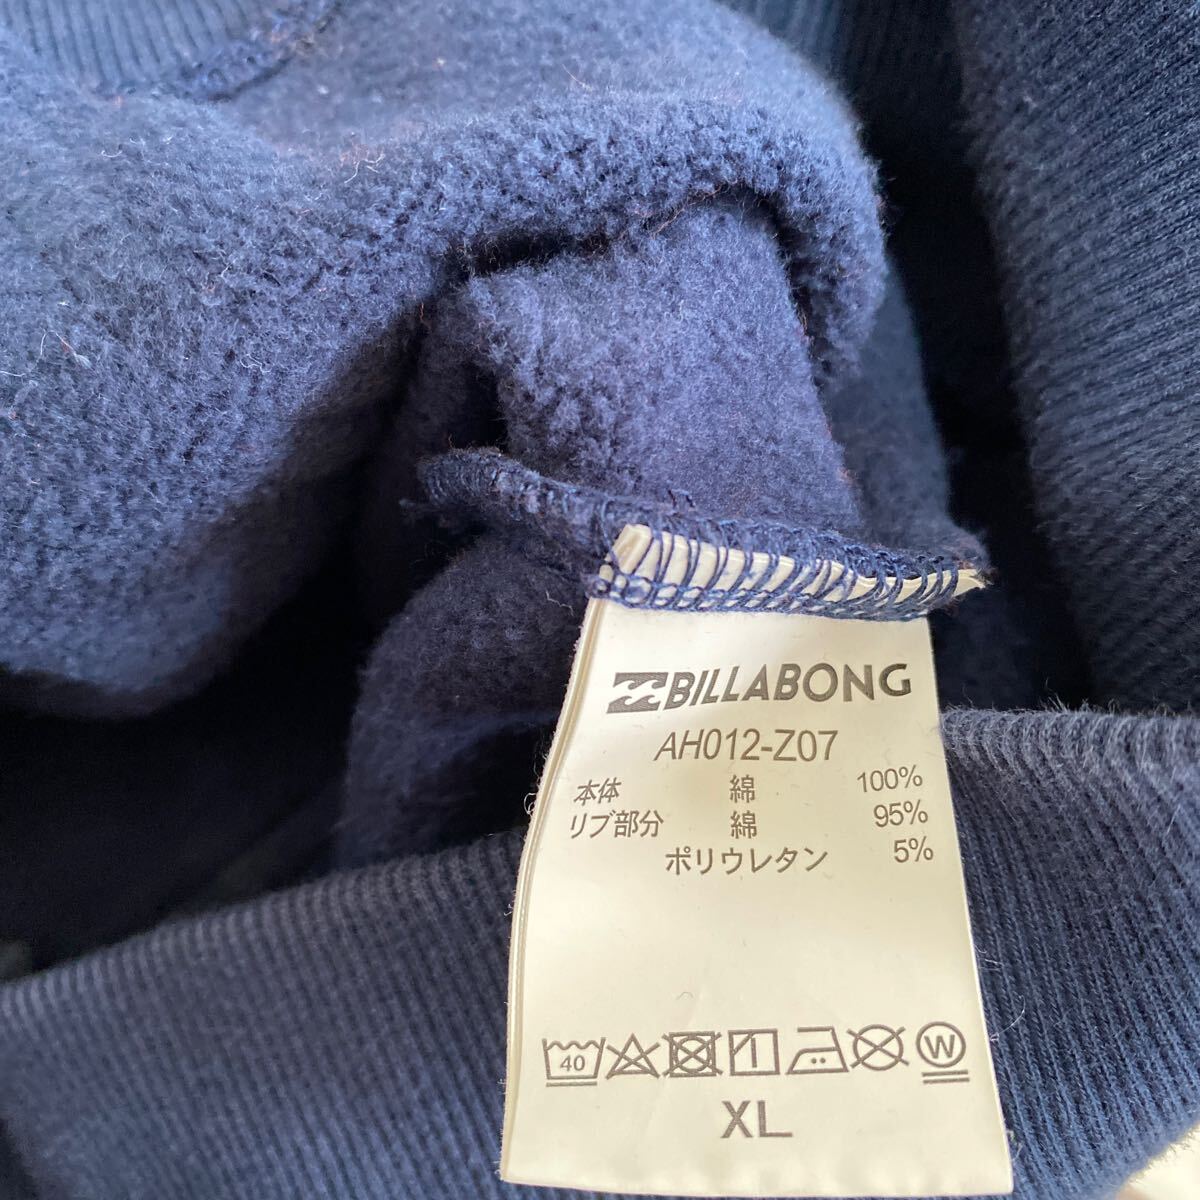 BILLABONG
AH012-Z07
本体 綿 100%
リブ部分 綿 95%
ポリウレタン 5%
40 W
XL